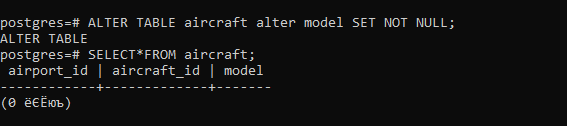 postgres=# ALTER TABLE aircraft alter model SET NOT NULL;
ALTER TABLE
postgres=# SELECT*FROM aircraft;
 airport_id | aircraft_id | model
------------+-------------+-------
(0 ёЄЁюъ)